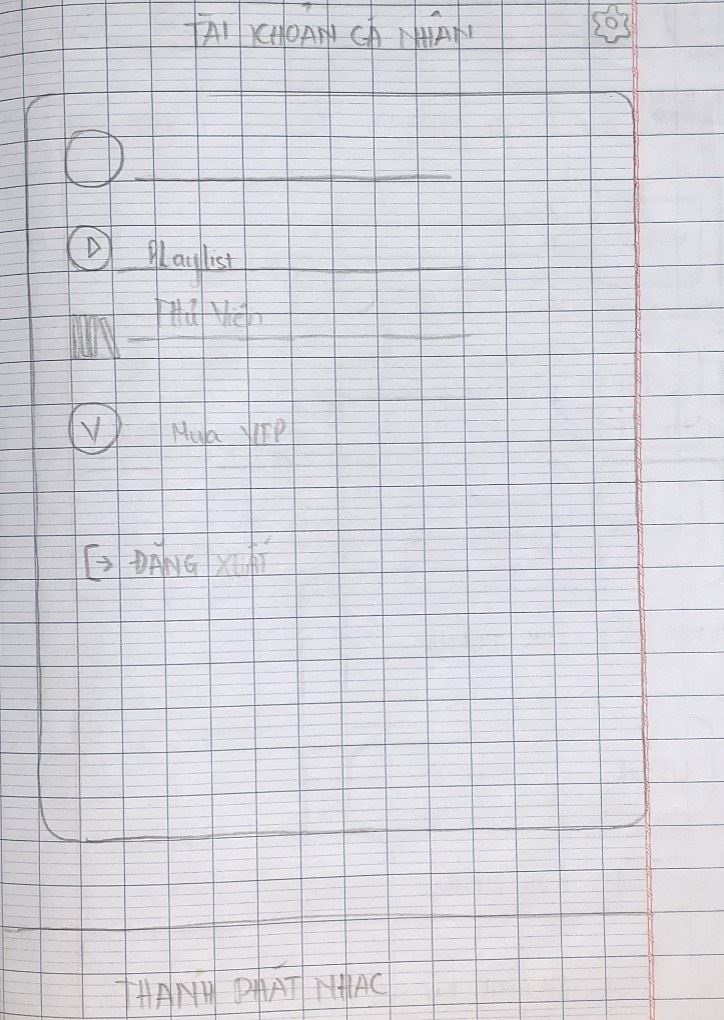 TÀI KHOẢN CÁ NHÂN
Playlist
Thư Viện
V Mua VIP
ĐĂNG XUẤT
THANH PHÁT NHẠC